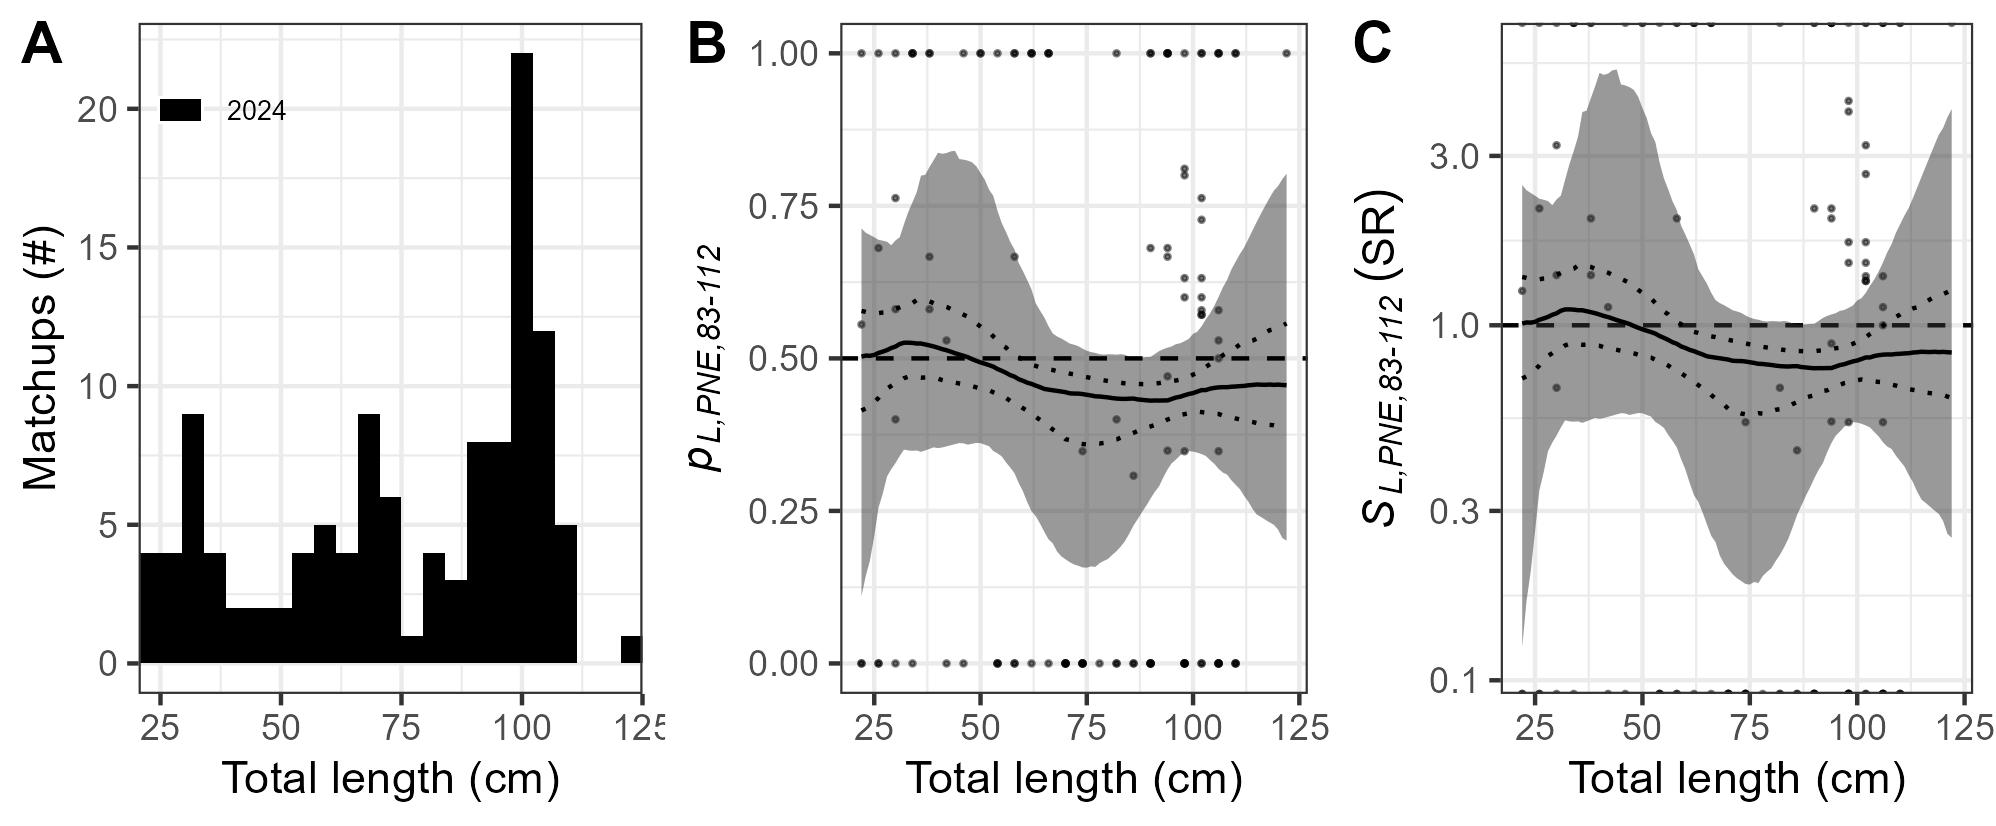 A
Matchups (#)
20
15
10
5
0
2024
25 50 75 100 125
Total length (cm)
B
p L,PNE,83-112
1.00
0.75
0.50
0.25
0.00
25 50 75 100 125
Total length (cm)
C
S L,PNE,83-112 (SR)
3.0
1.0
0.3
0.1
25 50 75 100 125
Total length (cm)